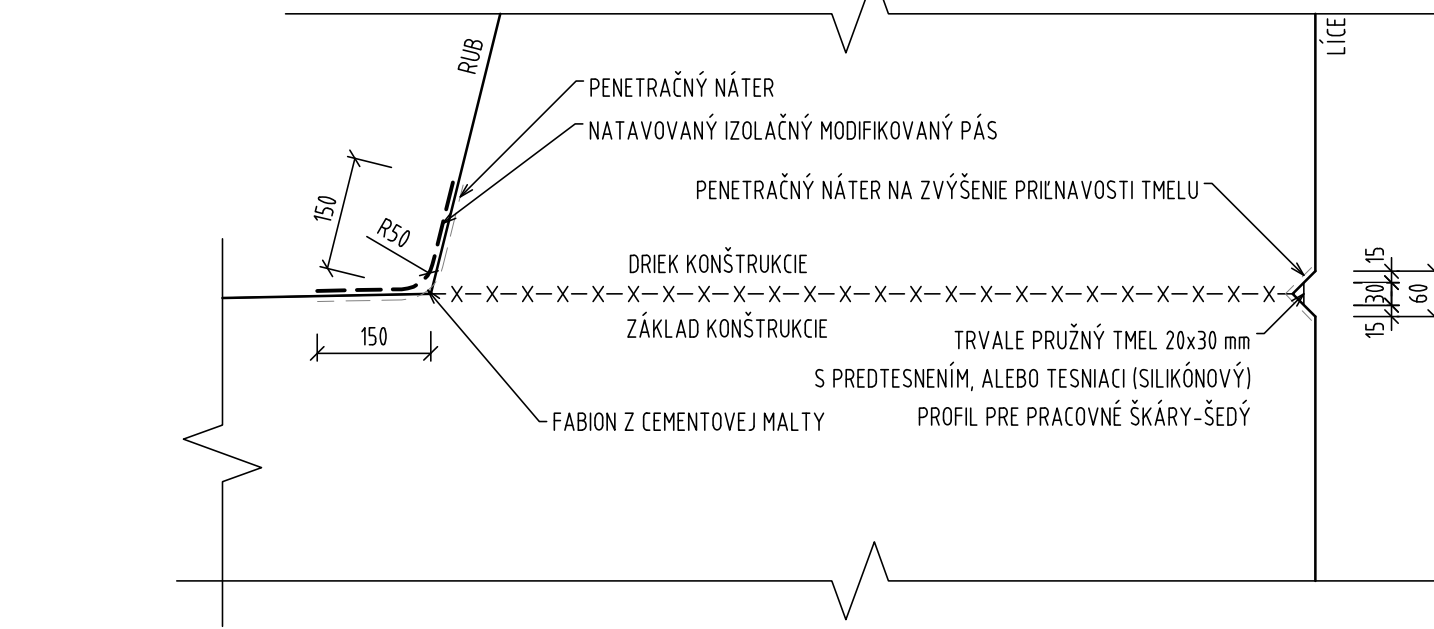 RUB
LÍCE
PENETRAČNÝ NÁTER
NATAVOVANÝ IZOLAČNÝ MODIFIKOVANÝ PÁS
PENETRAČNÝ NÁTER NA ZVÝŠENIE PRIĽNAVOSTI TMELU
150
R50
DRIEK KONŠTRUKCIE
X X X X X X X X X X X X X X X X X X X X X X X X
15
30
60
15
ZÁKLAD KONŠTRUKCIE
150
TRVALE PRUŽNÝ TMEL 20x30 mm
S PREDTESNENÍM, ALEBO TESNIACI (SILIKÓNOVÝ)
PROFIL PRE PRACOVNÉ ŠKÁRY-ŠEDÝ
FABION Z CEMENTOVEJ MALTY